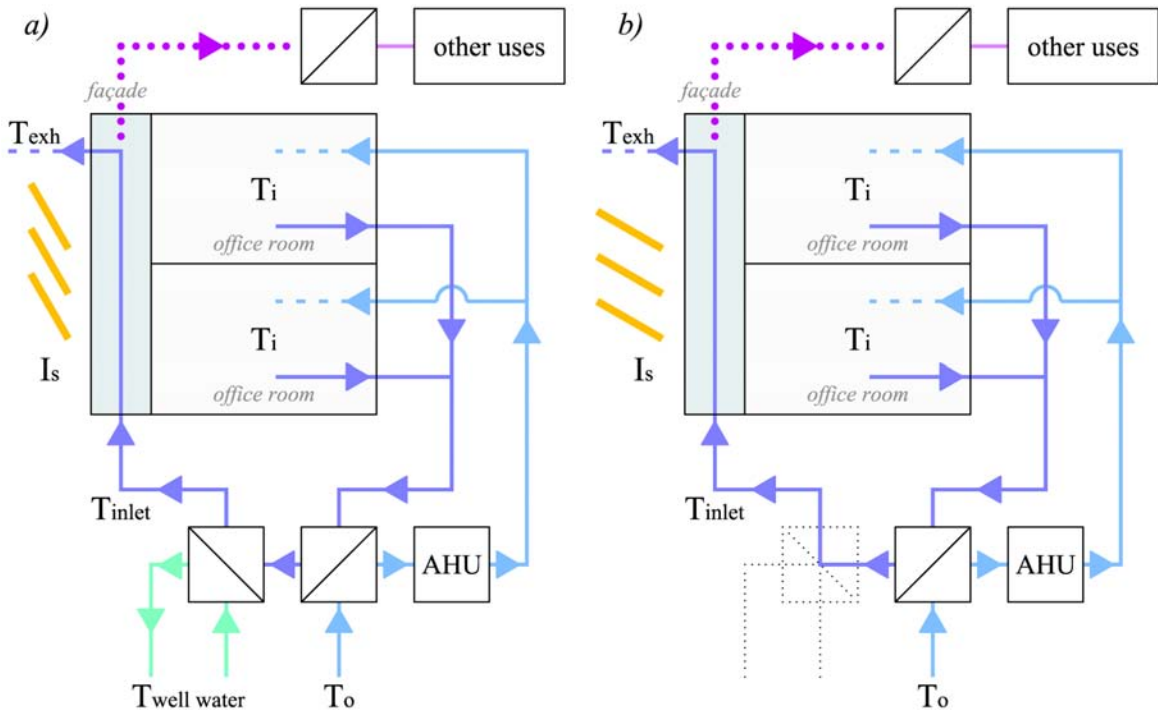 a)
other uses
façade
Texh
Ti
office room
Ti
Is
office room
Tinlet
AHU
Twell water
To
b)
other uses
façade
Texh
Ti
office room
Ti
Is
office room
Tinlet
AHU
To